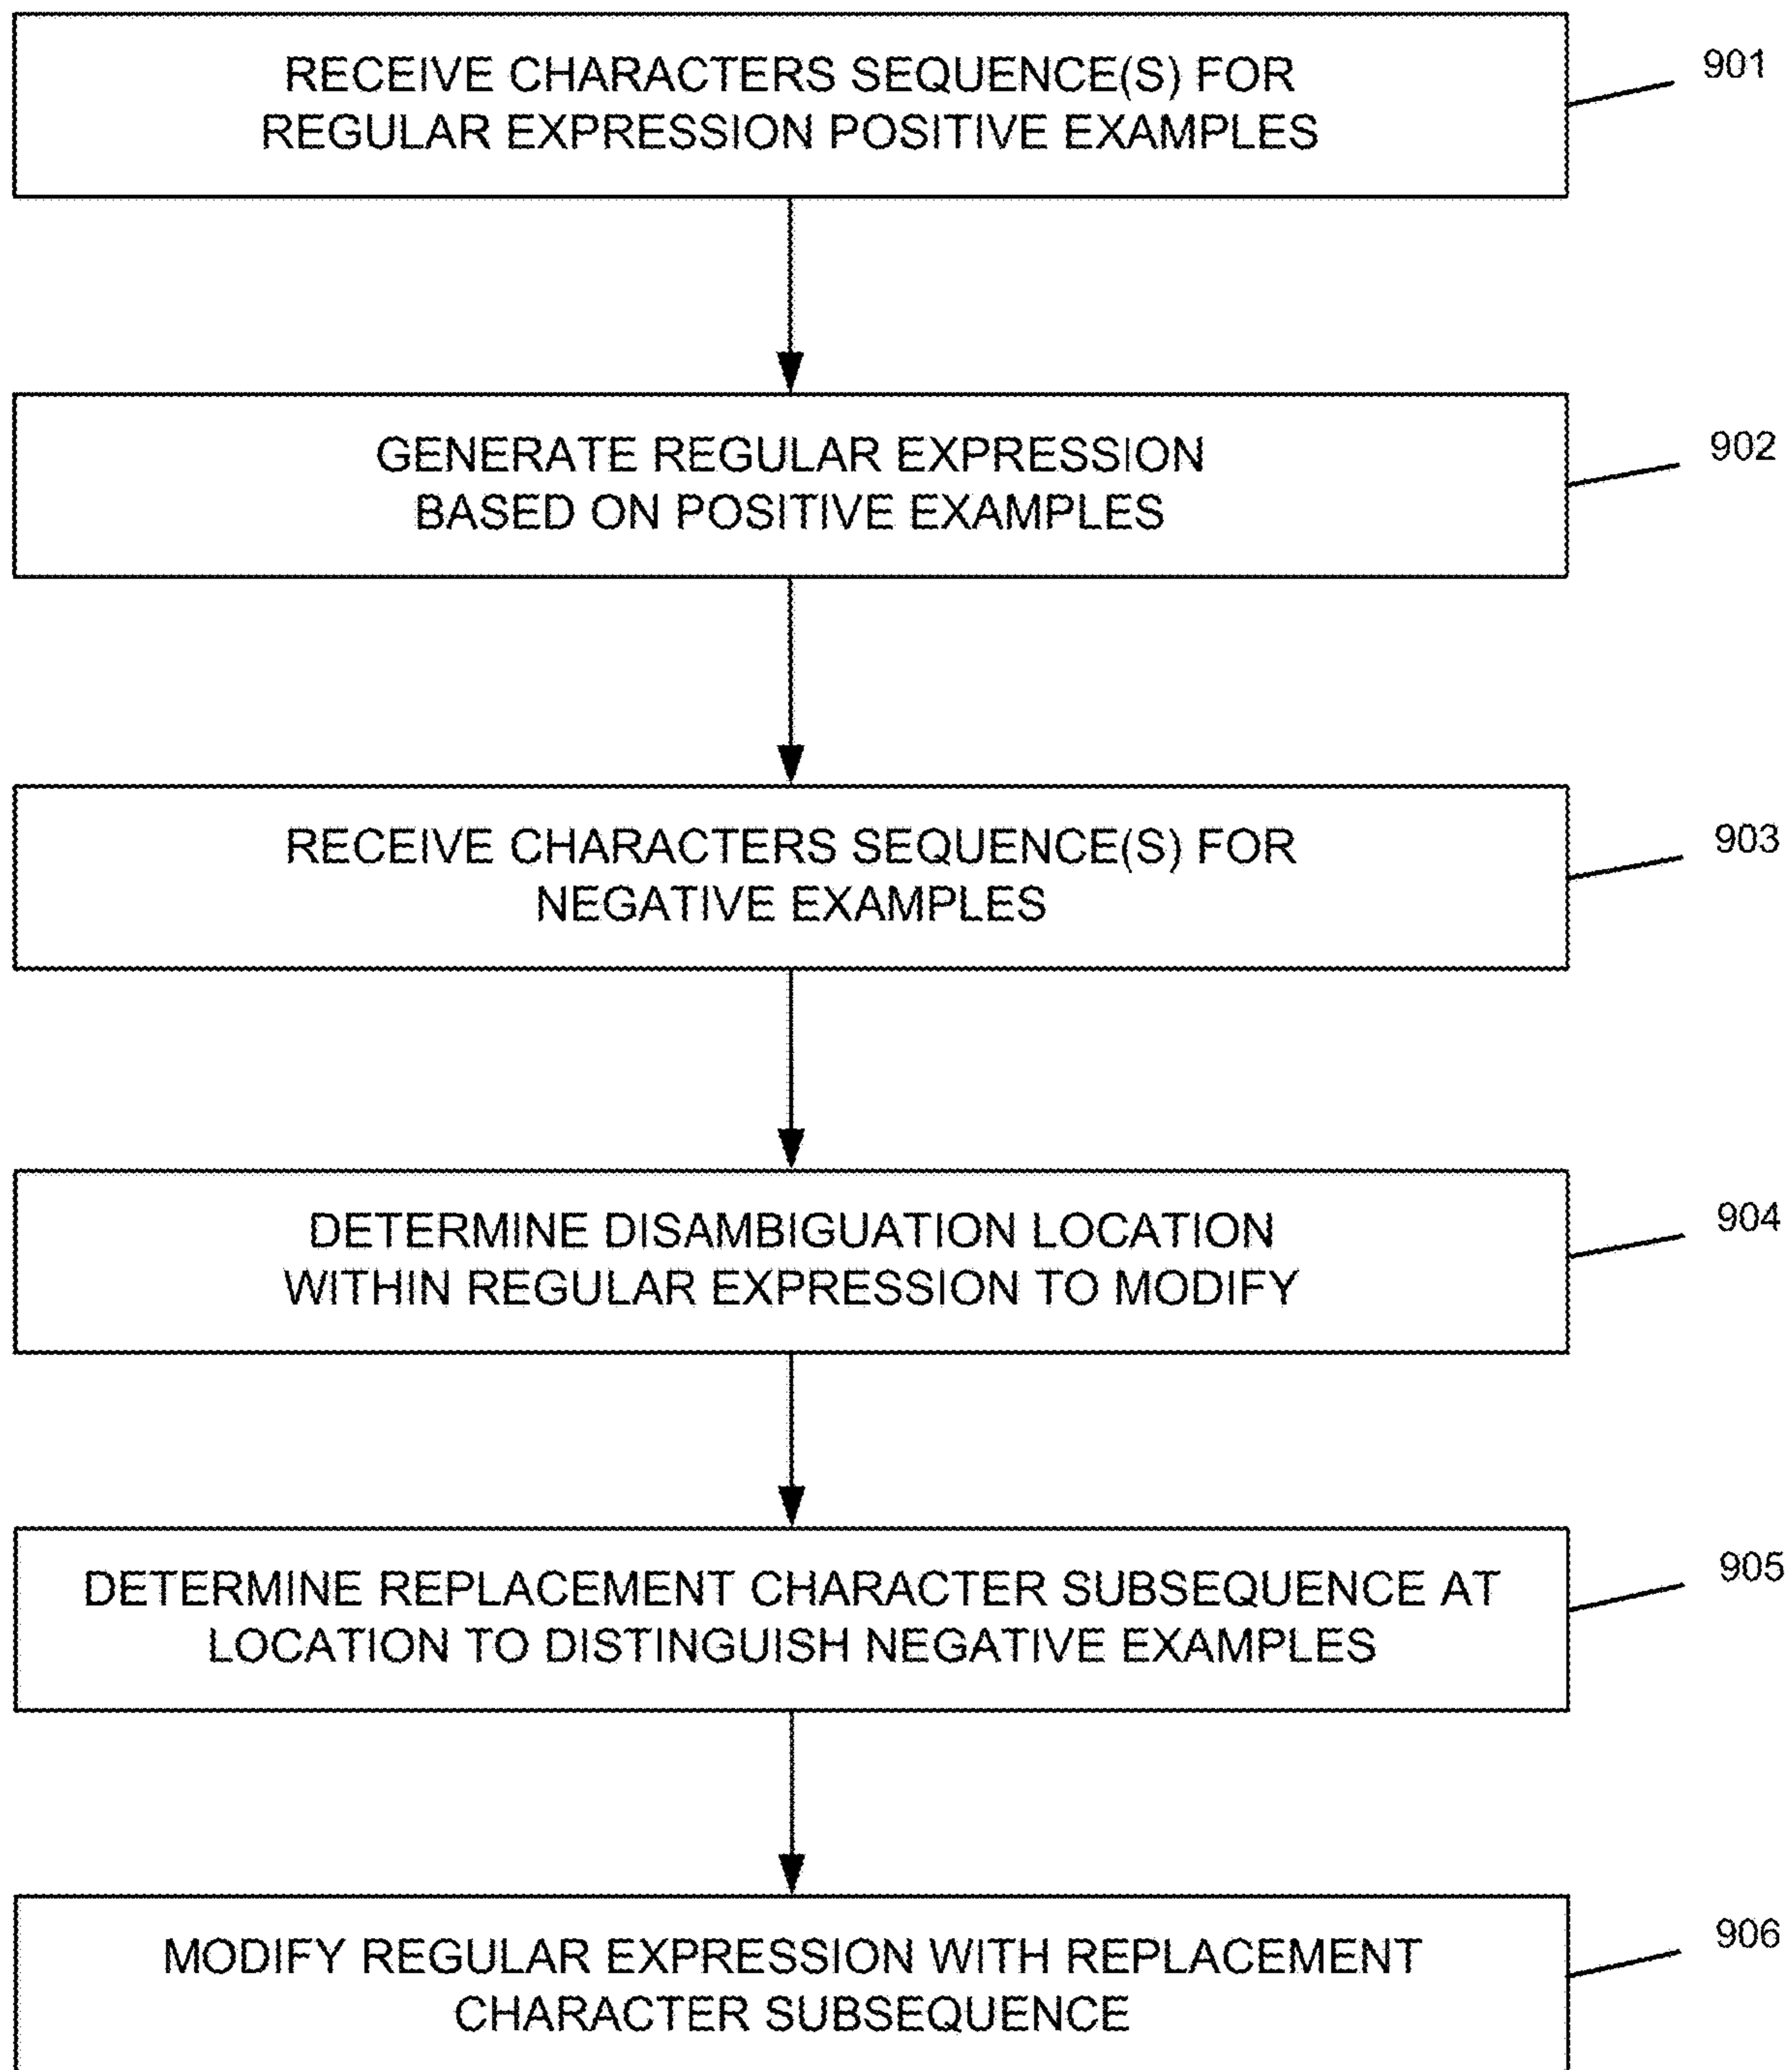 RECEIVE CHARACTERS SEQUENCE(S) FOR
REGULAR EXPRESSION POSITIVE EXAMPLES
901
GENERATE REGULAR EXPRESSION
BASED ON POSITIVE EXAMPLES
902
RECEIVE CHARACTERS SEQUENCE(S) FOR
NEGATIVE EXAMPLES
903
DETERMINE DISAMBIGUATION LOCATION
WITHIN REGULAR EXPRESSION TO MODIFY
904
DETERMINE REPLACEMENT CHARACTER SUBSEQUENCE AT
LOCATION TO DISTINGUISH NEGATIVE EXAMPLES
905
MODIFY REGULAR EXPRESSION WITH REPLACEMENT
CHARACTER SUBSEQUENCE
906